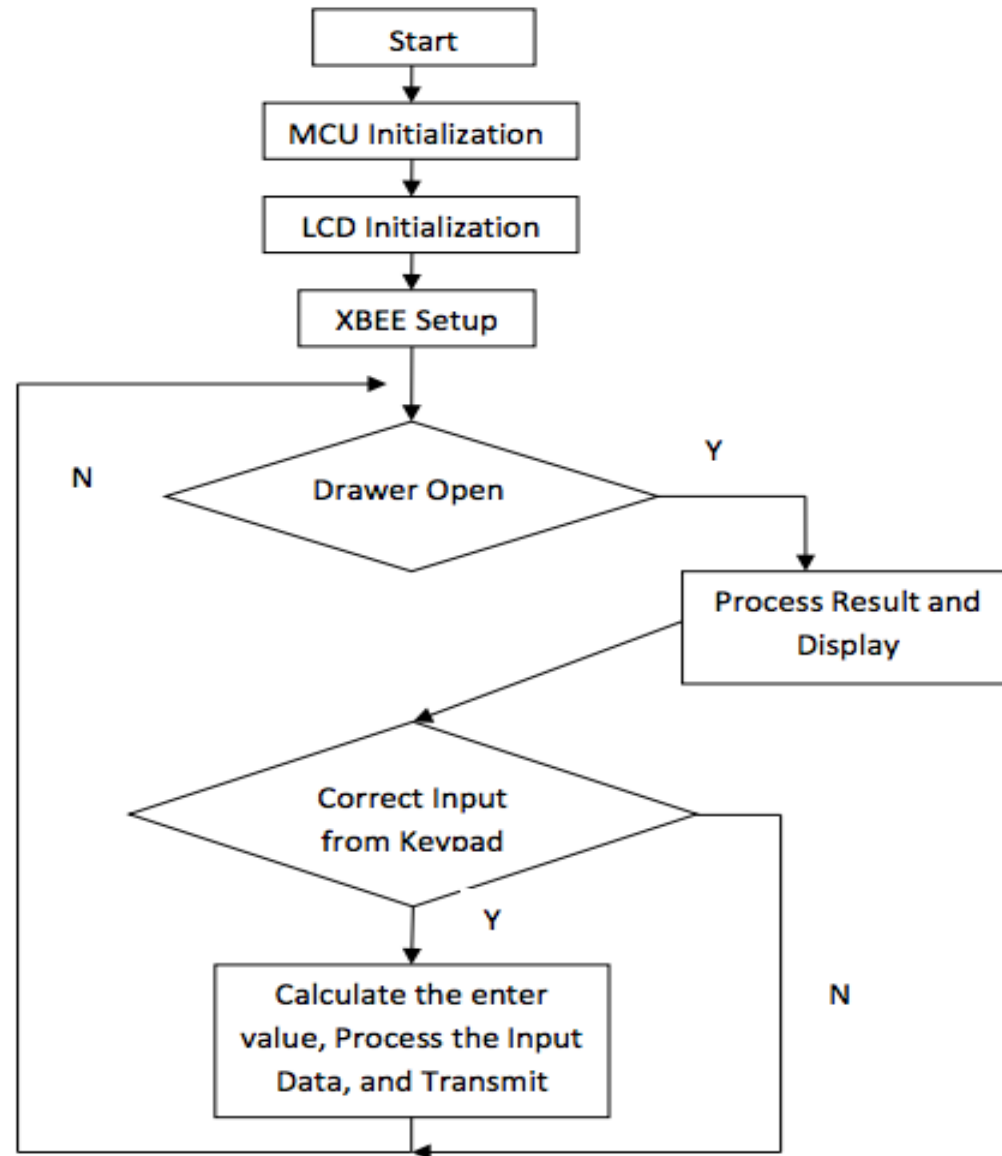 Start
MCU Initialization
LCD Initialization
XBEE Setup
N
Y
Drawer Open
Process Result and
Display
Correct Input
from Keypad
Y
Calculate the enter
value, Process the Input
Data, and Transmit
N